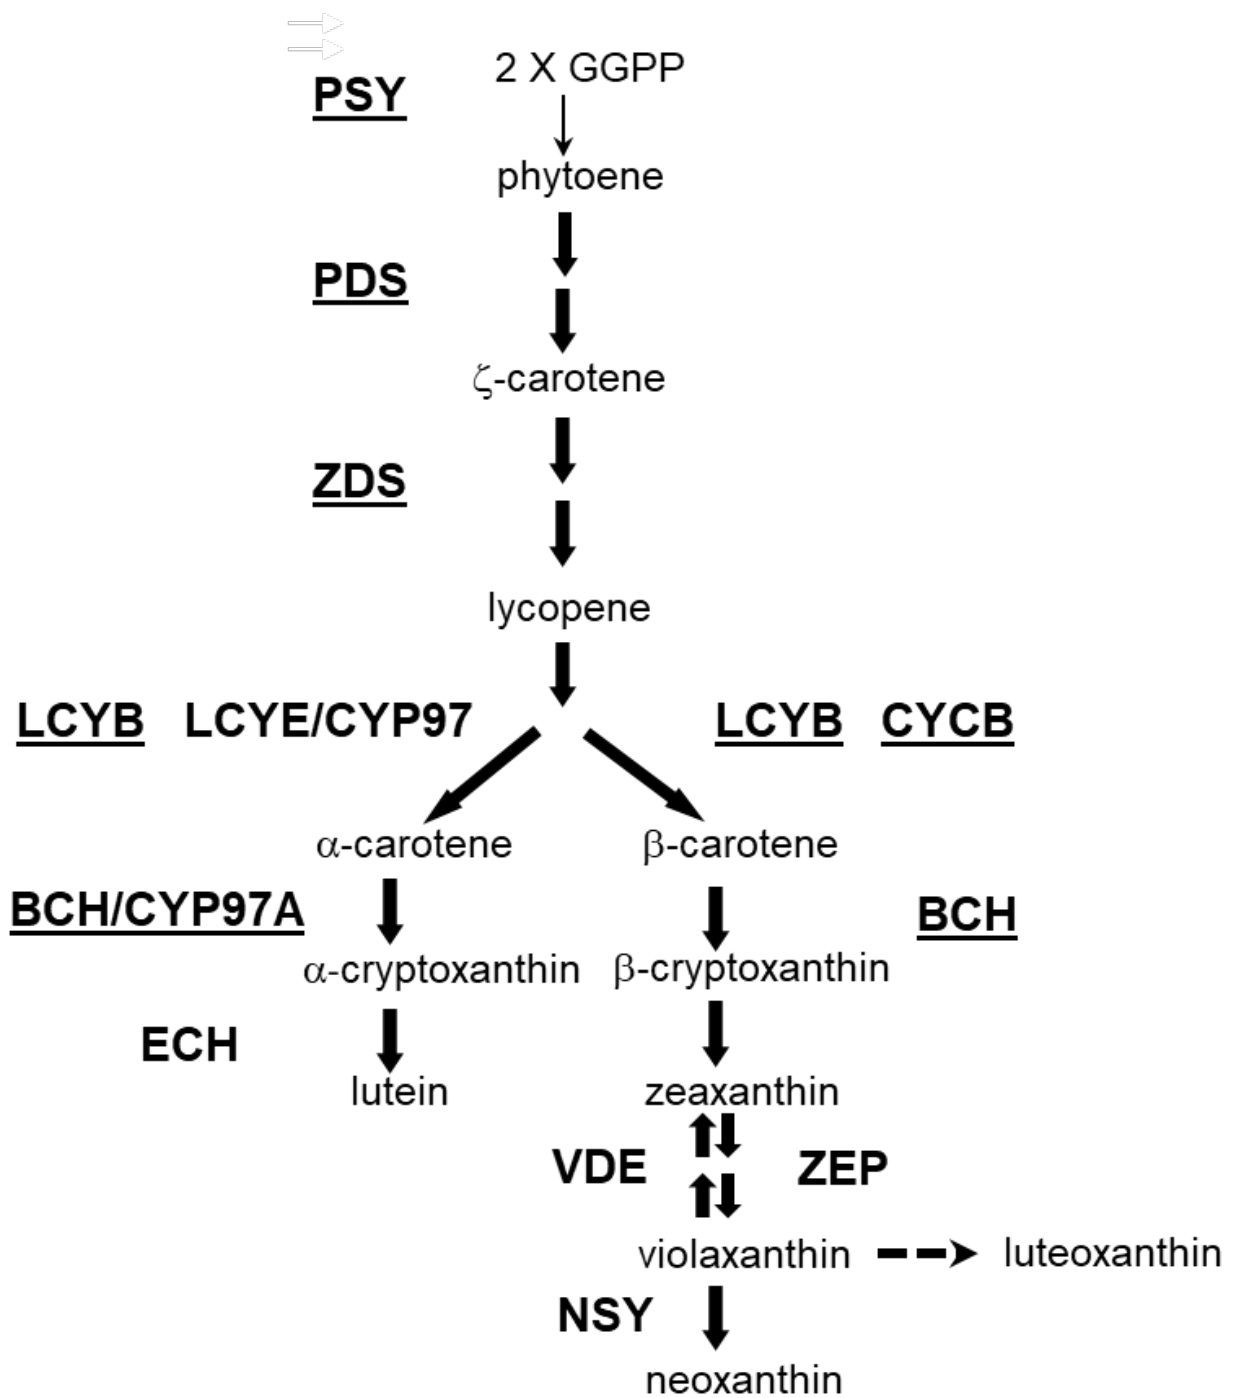 2 X GGPP
PSY
phytoene
PDS
ζ-carotene
ZDS
lycopene
LCYB LCYE/CYP97 LCYB CYCB
α-carotene β-carotene
BCH/CYP97A BCH
α-cryptoxanthin β-cryptoxanthin
ECH
lutein zeaxanthin
VDE ZEP
violaxanthin luteoxanthin
NSY
neoxanthin